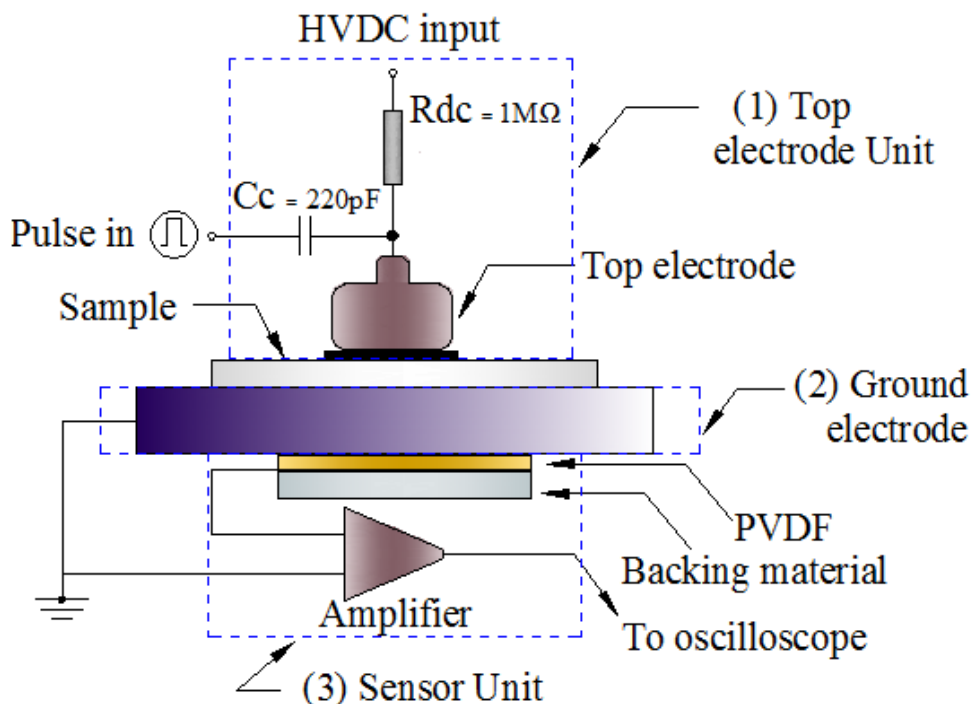 HVDC input
Rdc = 1MΩ
(1) Top
electrode Unit
Cc = 220pF
Pulse in
Top electrode
Sample
(2) Ground
electrode
PVDF
Backing material
Amplifier
To oscilloscope
(3) Sensor Unit